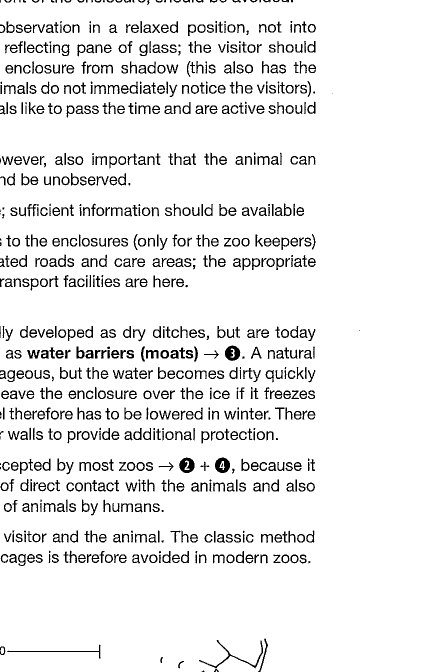 observation in a relaxed position, not into
reflecting pane of glass; the visitor should
enclosure from shadow (this also has the
imals do not immediately notice the visitors).
als like to pass the time and are active should
owever, also important that the animal can
nd be unobserved.
; sufficient information should be available
s to the enclosures (only for the zoo keepers)
ated roads and care areas; the appropriate
ransport facilities are here.
lly developed as dry ditches, but are today
as water barriers (moats) → ❸. A natural
ageous, but the water becomes dirty quickly
eave the enclosure over the ice if it freezes
l therefore has to be lowered in winter. There
r walls to provide additional protection.
ccepted by most zoos → ❷ + ❹, because it
of direct contact with the animals and also
of animals by humans.
visitor and the animal. The classic method
cages is therefore avoided in modern zoos.
0